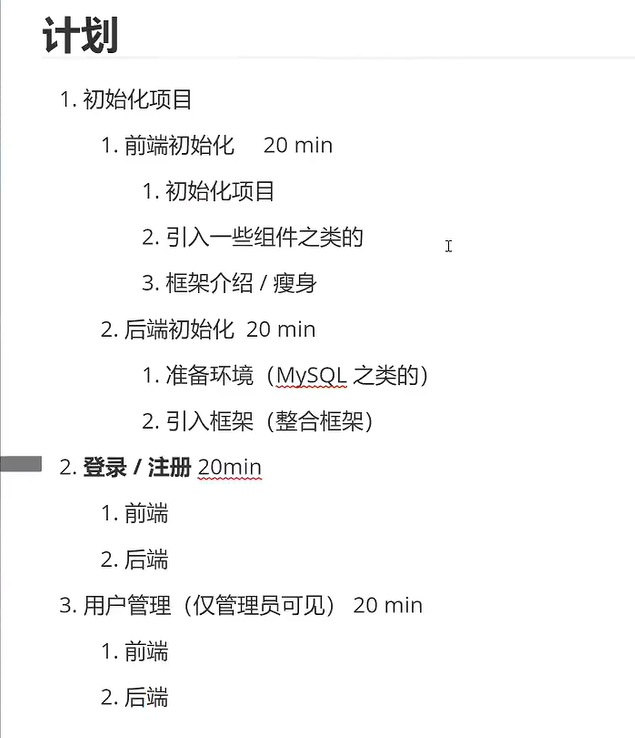 计划
1. 初始化项目
1. 前端初始化 20 min
1. 初始化项目
2. 引入一些组件之类的
3. 框架介绍 / 瘦身
2. 后端初始化 20 min
1. 准备环境（MySQL 之类的）
2. 引入框架（整合框架）
2. 登录 / 注册 20min
1. 前端
2. 后端
3. 用户管理（仅管理员可见） 20 min
1. 前端
2. 后端